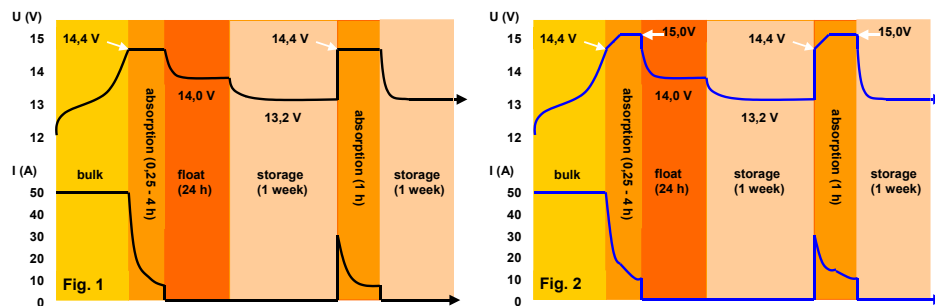 U (V)
15
14
13
12
I (A)
50
40
30
20
10
0
14,4 V
14,0 V
13,2 V
14,4 V
bulk
absorption (0,25 - 4 h)
float
(24 h)
storage
(1 week)
absorption (1 h)
storage
(1 week)
Fig. 1
U (V)
15
14
13
12
I (A)
50
40
30
20
10
0
14,4 V
15,0V
14,0 V
13,2 V
14,4 V
15,0V
bulk
absorption (0,25 - 4 h)
float
(24 h)
storage
(1 week)
absorption (1 h)
storage
(1 week)
Fig. 2